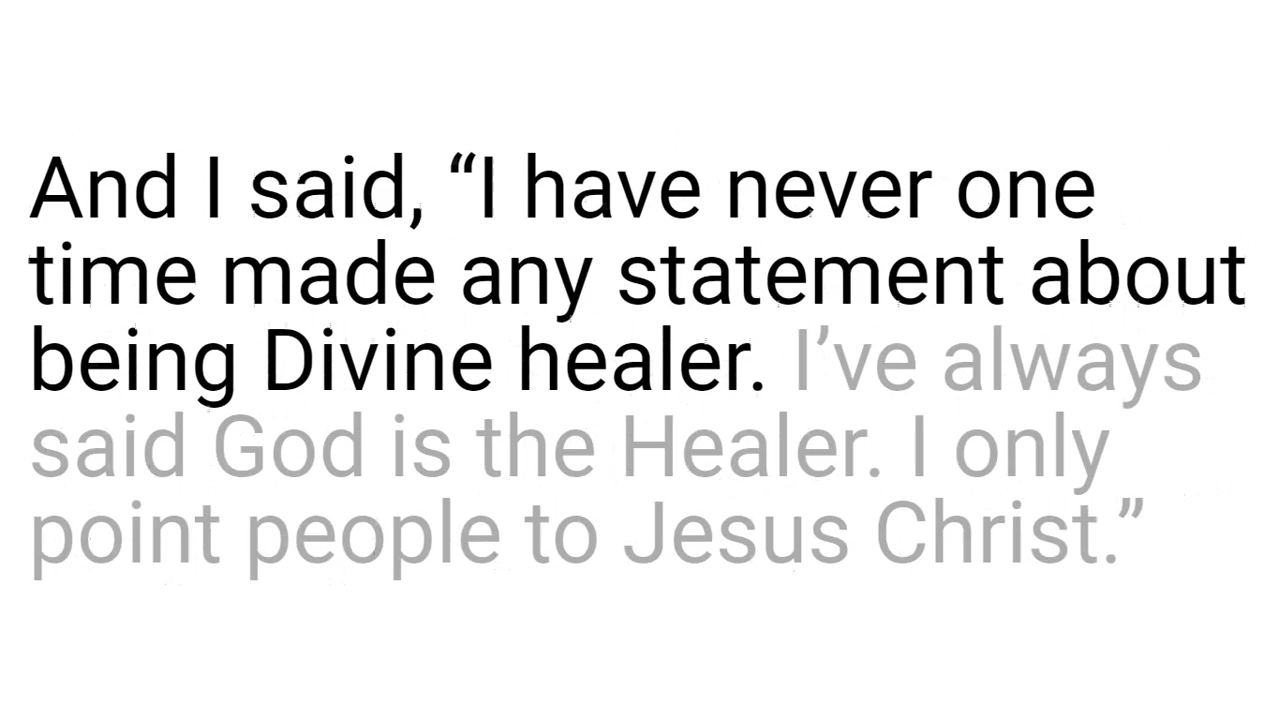 And I said, “I have never one
time made any statement about
being Divine healer. I’ve always
said God is the Healer. I only
point people to Jesus Christ.”